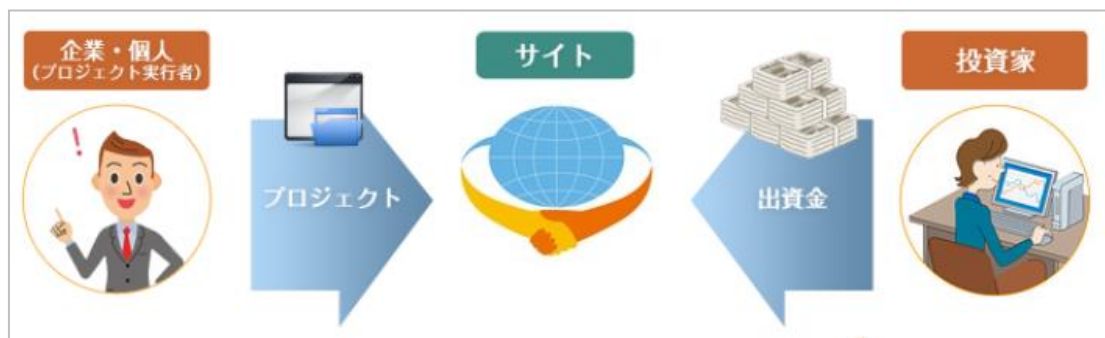 企業・個人
(プロジェクト実行者)
サイト
投資家
プロジェクト
出資金